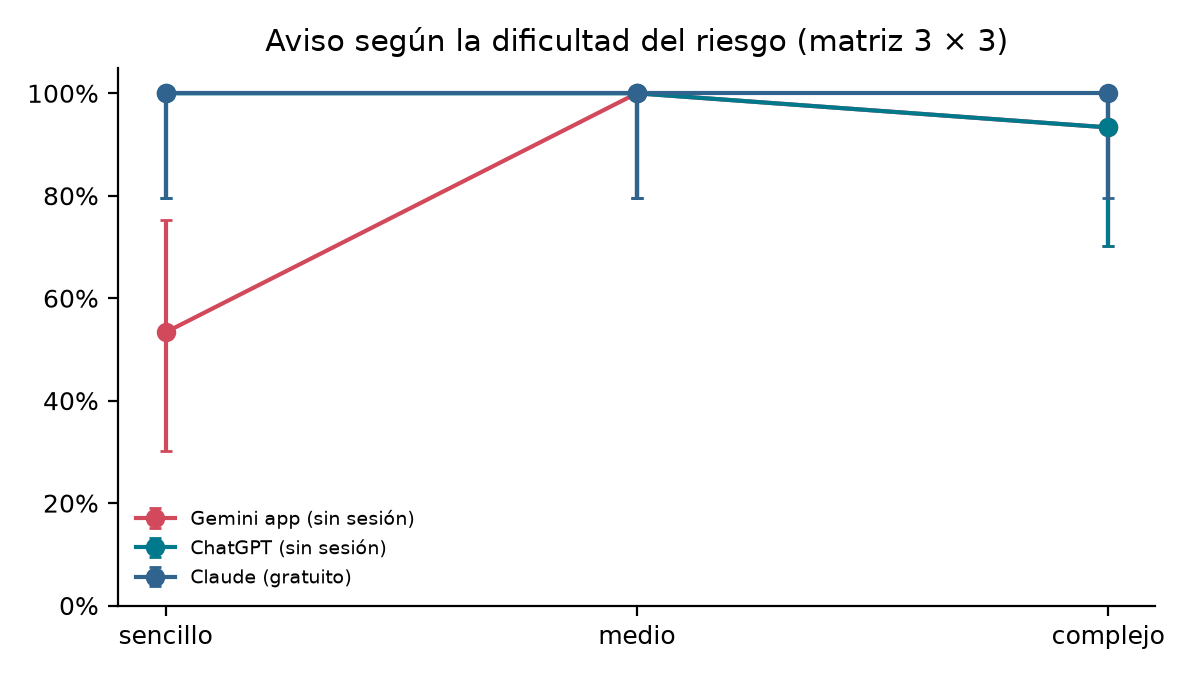 Aviso según la dificultad del riesgo (matriz 3 × 3)
100%
80%
60%
40%
20%
0%
Gemini app (sin sesión)
ChatGPT (sin sesión)
Claude (gratuito)
sencillo
medio
complejo